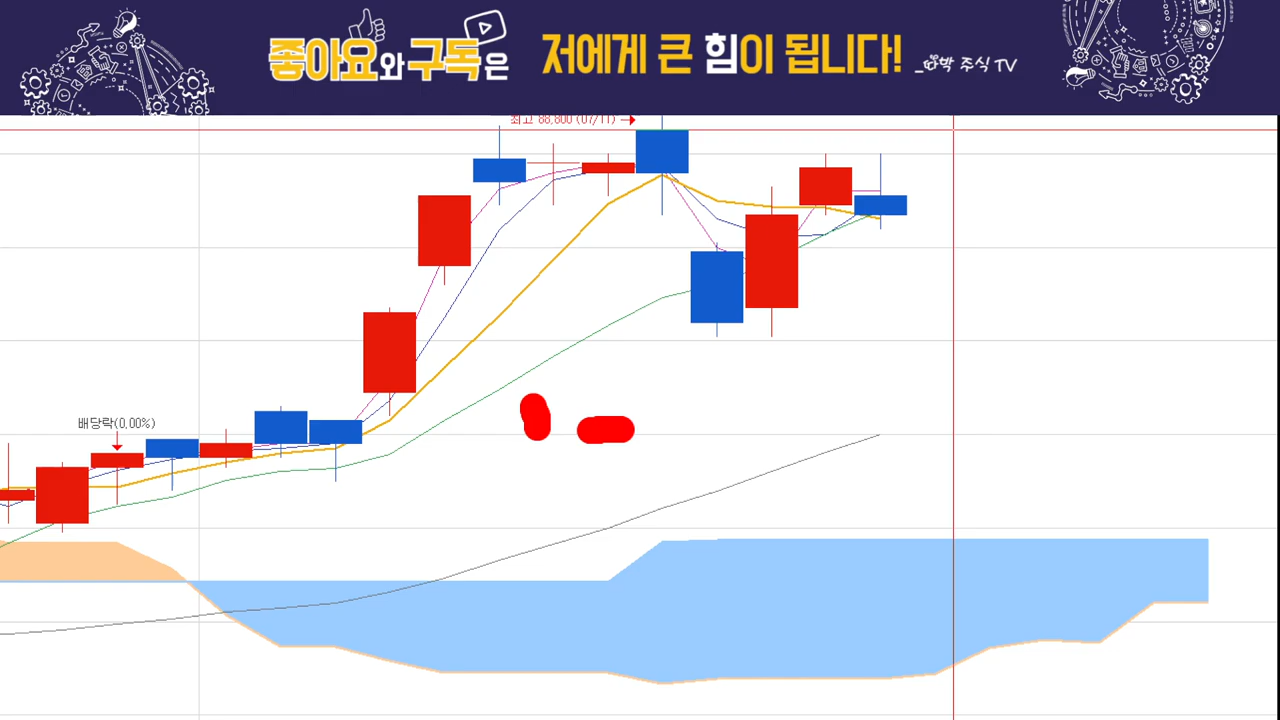 좋아요와 구독은 저에게 큰 힘이 됩니다! _쏭박 주식 TV
최고 88,800 (07/11) →
배당락(0,00%)